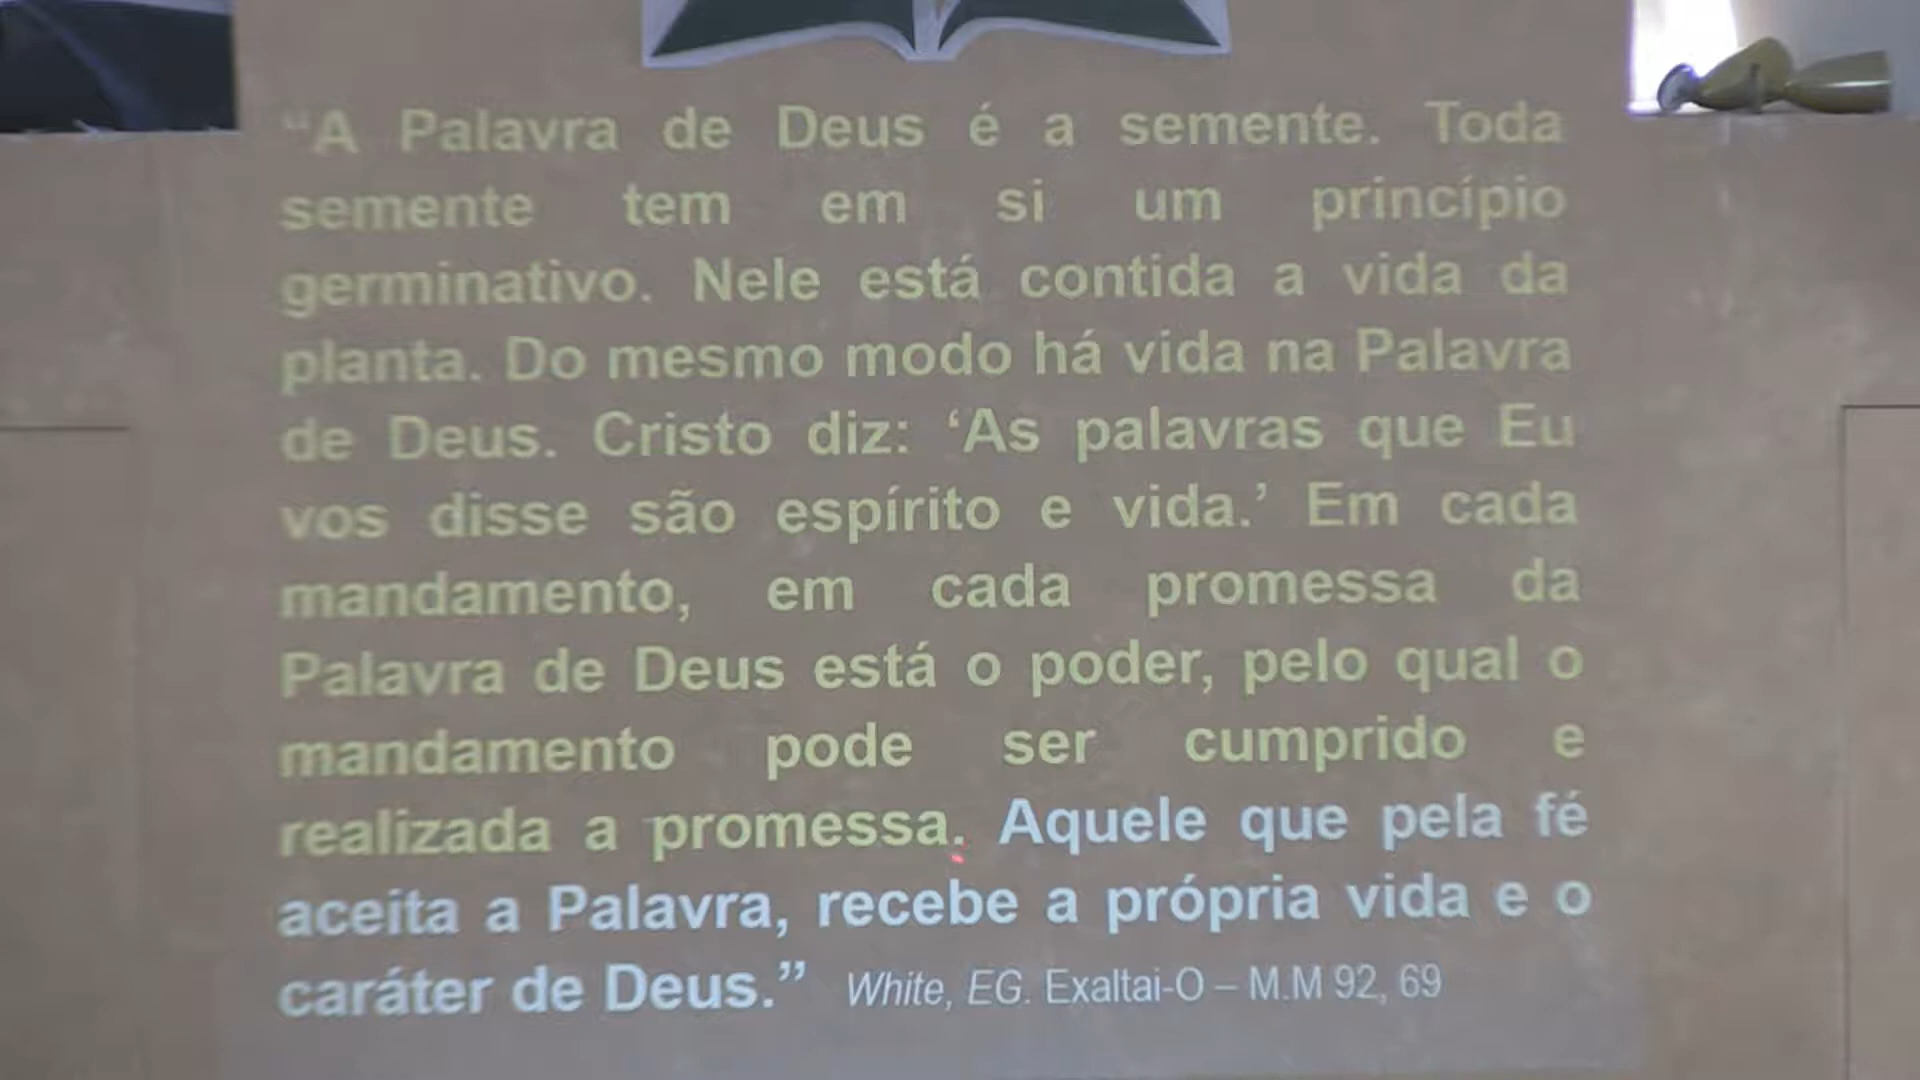 “A Palavra de Deus é a semente. Toda
semente tem em si um princípio
germinativo. Nele está contida a vida da
planta. Do mesmo modo há vida na Palavra
de Deus. Cristo diz: ‘As palavras que Eu
vos disse são espírito e vida.’ Em cada
mandamento, em cada promessa da
Palavra de Deus está o poder, pelo qual o
mandamento pode ser cumprido e
realizada a promessa. Aquele que pela fé
aceita a Palavra, recebe a própria vida e o
caráter de Deus.” White, EG. Exaltai-O – M.M 92, 69